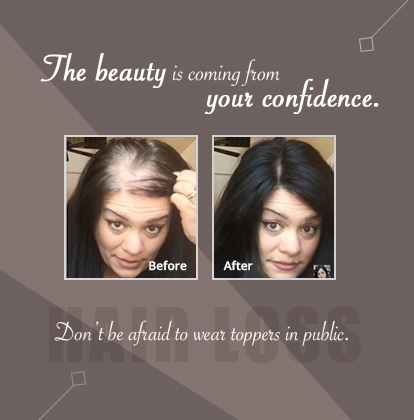 The beauty is coming from
your confidence.
Before
After
Don't be afraid to wear toppers in public.
HAIR LOSS